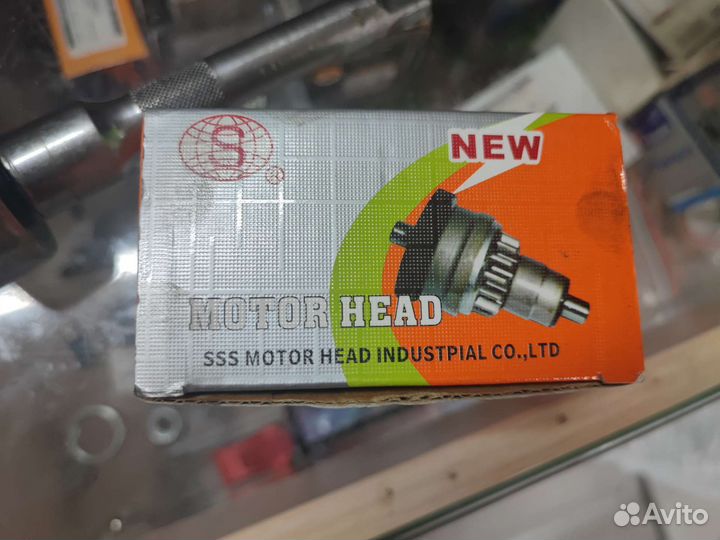 S
®
NEW
MOTOR HEAD
SSS MOTOR HEAD INDUSTPIAL CO.,LTD
Avito